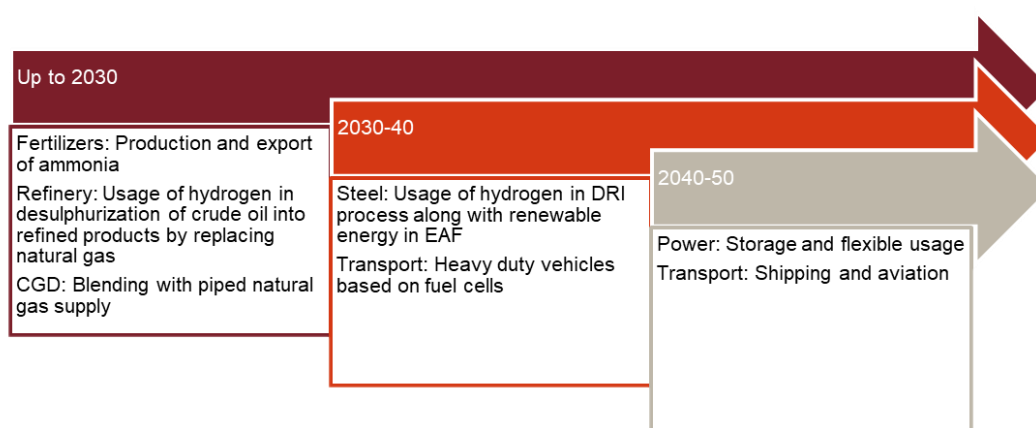 Up to 2030
Fertilizers: Production and export
of ammonia
Refinery: Usage of hydrogen in
desulphurization of crude oil into
refined products by replacing
natural gas
CGD: Blending with piped natural
gas supply
2030-40
Steel: Usage of hydrogen in DRI
process along with renewable
energy in EAF
Transport: Heavy duty vehicles
based on fuel cells
2040-50
Power: Storage and flexible usage
Transport: Shipping and aviation